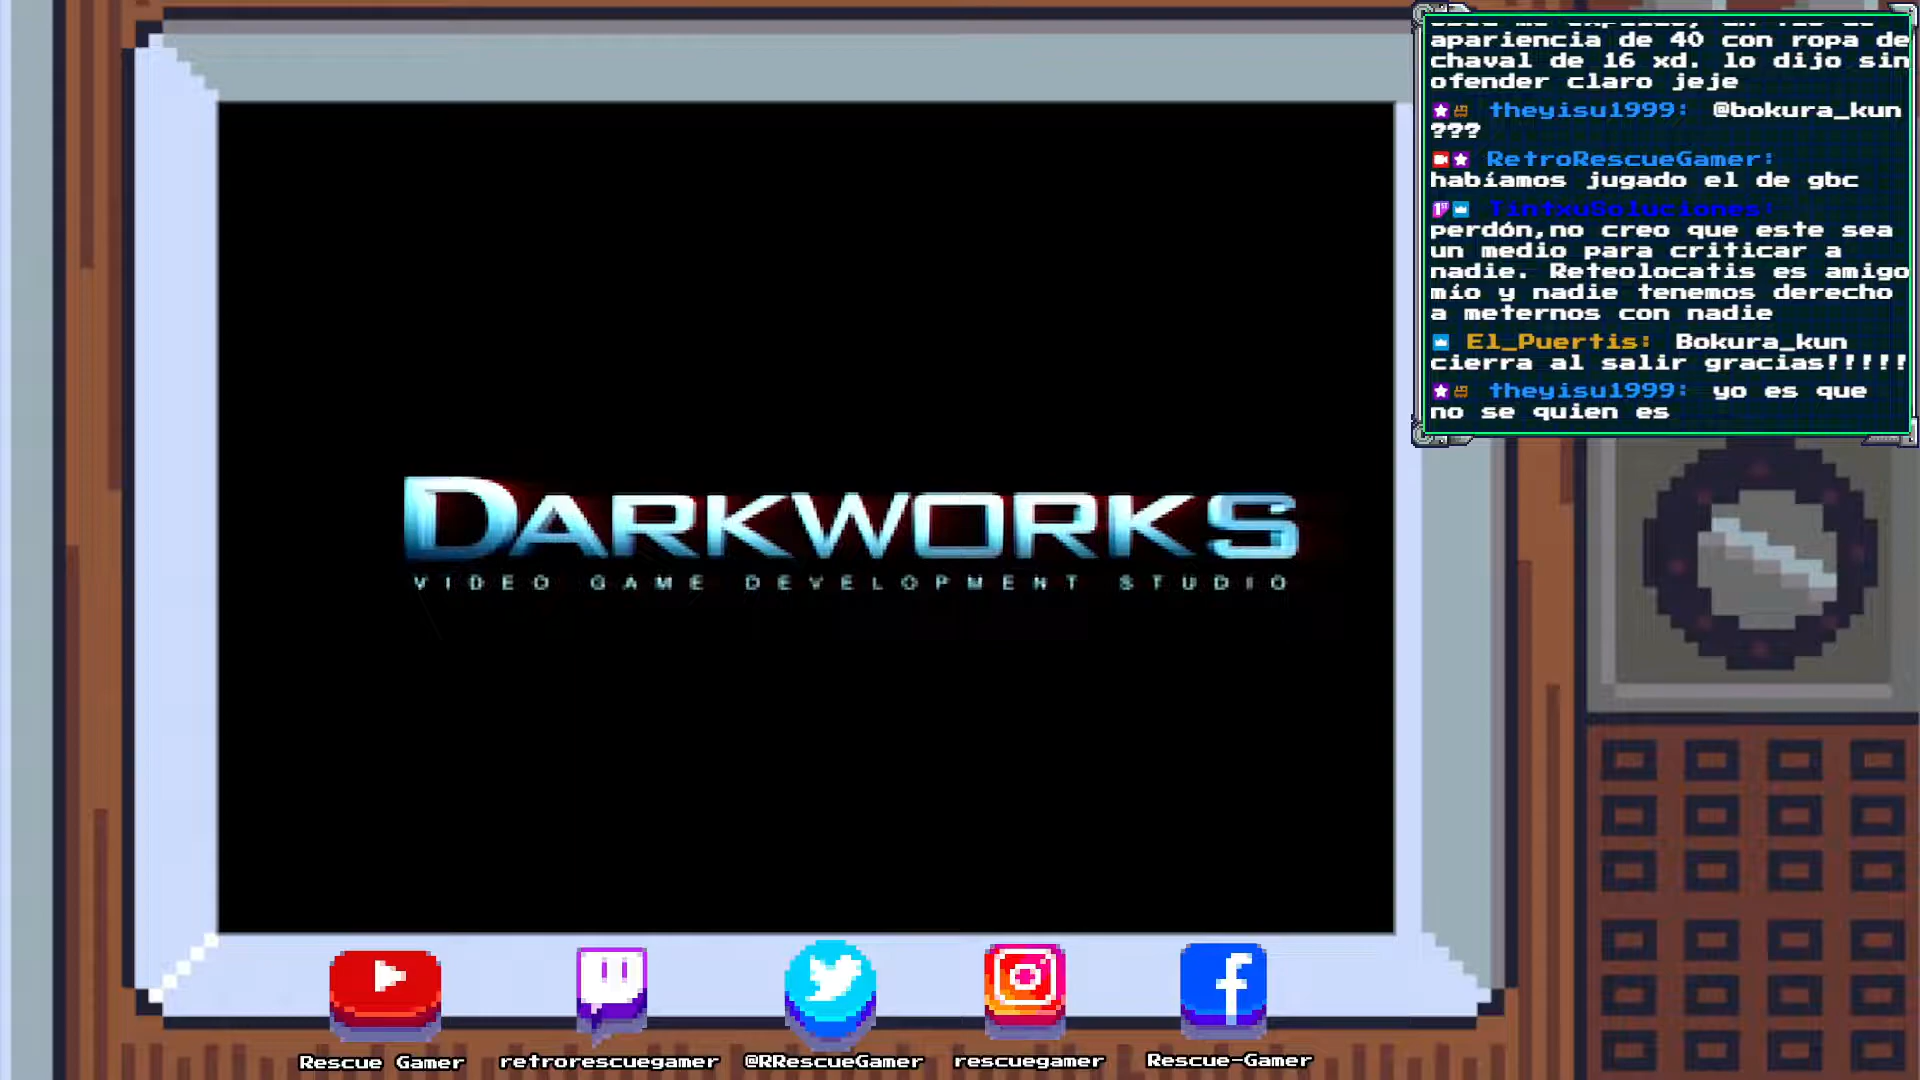 DARKWORKS
VIDEO GAME DEVELOPMENT STUDIO
apariencia de 40 con ropa de
chaval de 16 xd. lo dijo sin
ofender claro jeje
theyisu1999: @bokura_kun
???
RetroRescueGamer:
habíamos jugado el de gbc
TintxuSoluciones:
perdón,no creo que este sea
un medio para criticar a
nadie. Reteolocatis es amigo
mío y nadie tenemos derecho
a meternos con nadie
El_Puertis: Bokura_kun
cierra al salir gracias!!!!!
theyisu1999: yo es que
no se quien es
Rescue Gamer
retrorescuegamer
@RRescueGamer
rescuegamer
Rescue-Gamer